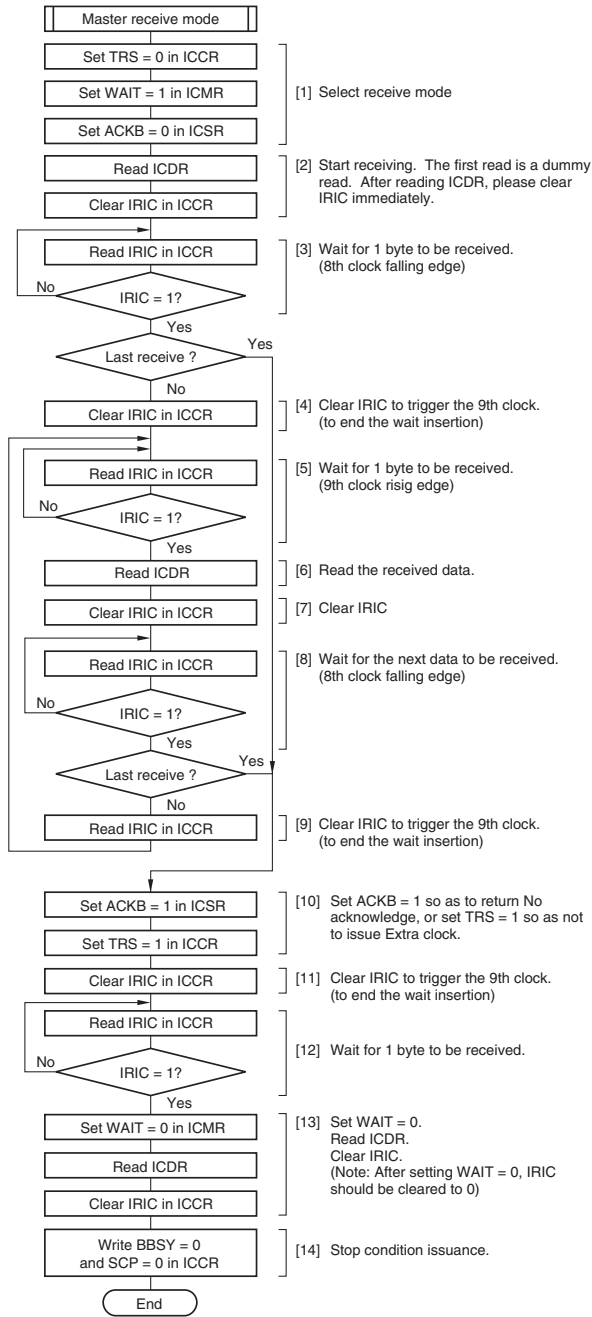 Master receive mode
Set TRS = 0 in ICCR
Set WAIT = 1 in ICMR
Set ACKB = 0 in ICSR
[1] Select receive mode
Read ICDR
Clear IRIC in ICCR
[2] Start receiving. The first read is a dummy
read. After reading ICDR, please clear
IRIC immediately.
Read IRIC in ICCR
[3] Wait for 1 byte to be received.
(8th clock falling edge)
No
IRIC = 1?
Yes
Last receive ?
Yes
No
Clear IRIC in ICCR
[4] Clear IRIC to trigger the 9th clock.
(to end the wait insertion)
Read IRIC in ICCR
[5] Wait for 1 byte to be received.
(9th clock risig edge)
No
IRIC = 1?
Yes
Read ICDR
[6] Read the received data.
Clear IRIC in ICCR
[7] Clear IRIC
Read IRIC in ICCR
[8] Wait for the next data to be received.
(8th clock falling edge)
No
IRIC = 1?
Yes
Last receive ?
Yes
No
Read IRIC in ICCR
[9] Clear IRIC to trigger the 9th clock.
(to end the wait insertion)
Set ACKB = 1 in ICSR
Set TRS = 1 in ICCR
[10] Set ACKB = 1 so as to return No
acknowledge, or set TRS = 1 so as not
to issue Extra clock.
Clear IRIC in ICCR
[11] Clear IRIC to trigger the 9th clock.
(to end the wait insertion)
Read IRIC in ICCR
[12] Wait for 1 byte to be received.
No
IRIC = 1?
Yes
Set WAIT = 0 in ICMR
Read ICDR
Clear IRIC in ICCR
[13] Set WAIT = 0.
Read ICDR.
Clear IRIC.
(Note: After setting WAIT = 0, IRIC
should be cleared to 0)
Write BBSY = 0
and SCP = 0 in ICCR
[14] Stop condition issuance.
End